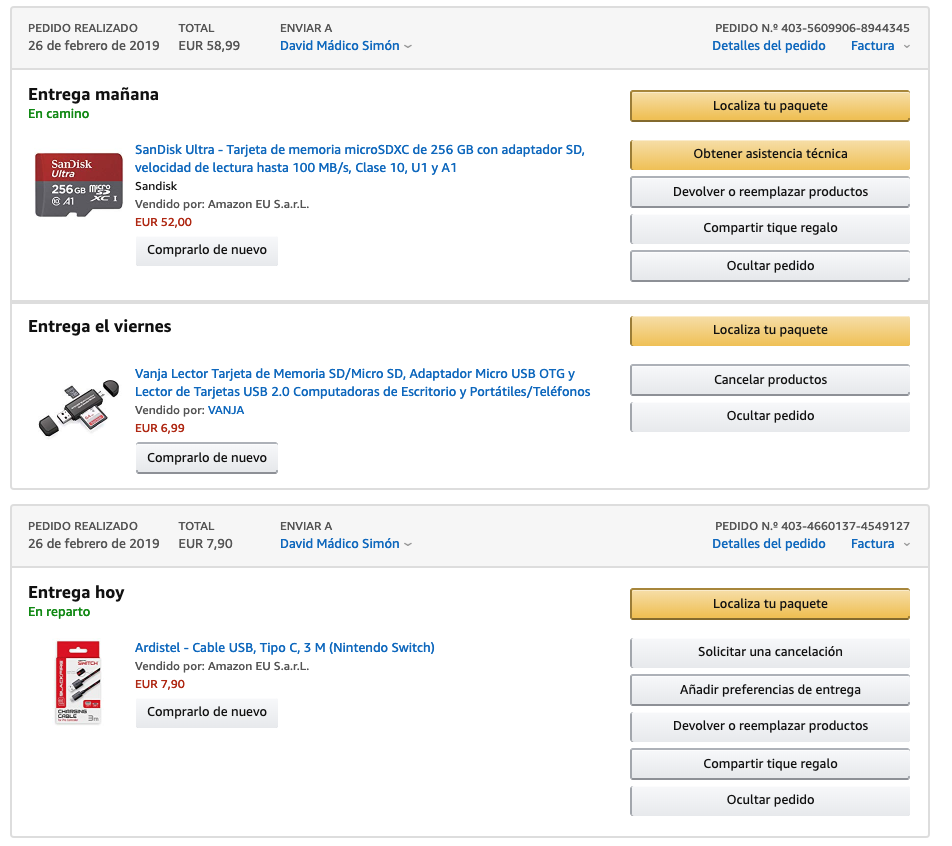 PEDIDO REALIZADO TOTAL ENVIAR A PEDIDO N.º 403-5609906-8944345
26 de febrero de 2019 EUR 58,99 David Mádico Simón Detalles del pedido Factura
Entrega mañana
En camino
Localiza tu paquete
Obtener asistencia técnica
Devolver o reemplazar productos
Compartir tique regalo
Ocultar pedido
SanDisk
Ultra
256GB micro
SDXC I
A1
SanDisk Ultra - Tarjeta de memoria microSDXC de 256 GB con adaptador SD,
velocidad de lectura hasta 100 MB/s, Clase 10, U1 y A1
Sandisk
Vendido por: Amazon EU S.a.r.L.
EUR 52,00
Comprarlo de nuevo
Entrega el viernes
Localiza tu paquete
Cancelar productos
Ocultar pedido
Vanja Lector Tarjeta de Memoria SD/Micro SD, Adaptador Micro USB OTG y
Lector de Tarjetas USB 2.0 Computadoras de Escritorio y Portátiles/Teléfonos
Vendido por: VANJA
EUR 6,99
Comprarlo de nuevo
PEDIDO REALIZADO TOTAL ENVIAR A PEDIDO N.º 403-4660137-4549127
26 de febrero de 2019 EUR 7,90 David Mádico Simón Detalles del pedido Factura
Entrega hoy
En reparto
Localiza tu paquete
Solicitar una cancelación
Añadir preferencias de entrega
Devolver o reemplazar productos
Compartir tique regalo
Ocultar pedido
SWITCH
BLACKFIRE
CHARGING
CABLE
3m
Ardistel - Cable USB, Tipo C, 3 M (Nintendo Switch)
Vendido por: Amazon EU S.a.r.L.
EUR 7,90
Comprarlo de nuevo